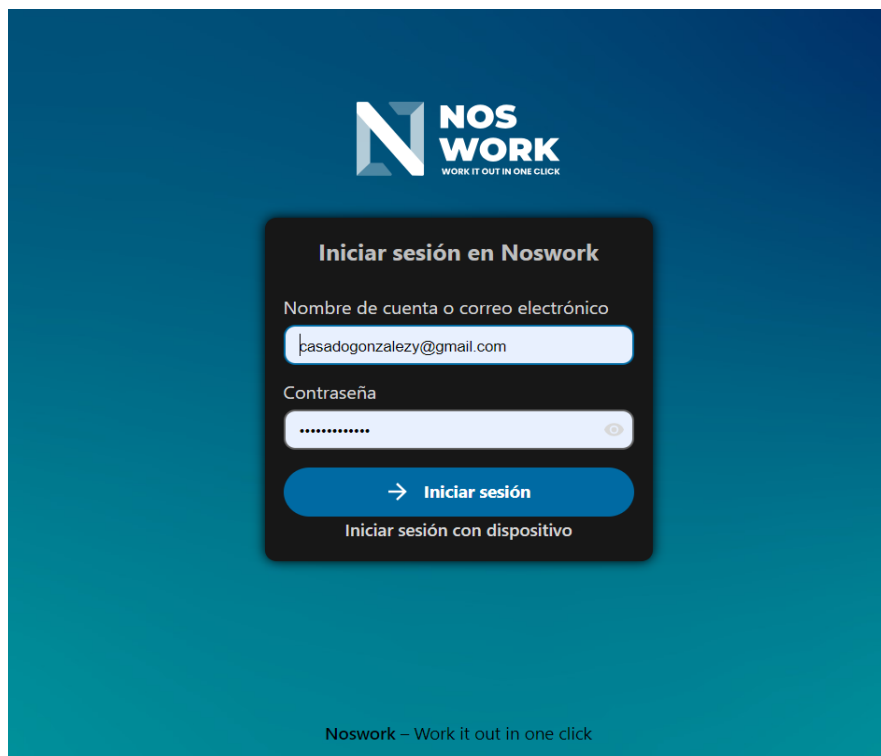 NOS
WORK
WORK IT OUT IN ONE CLICK
Iniciar sesión en Noswork
Nombre de cuenta o correo electrónico
casadogonzalezy@gmail.com
Contraseña
•••••••••••••
Iniciar sesión
Iniciar sesión con dispositivo
Noswork – Work it out in one click